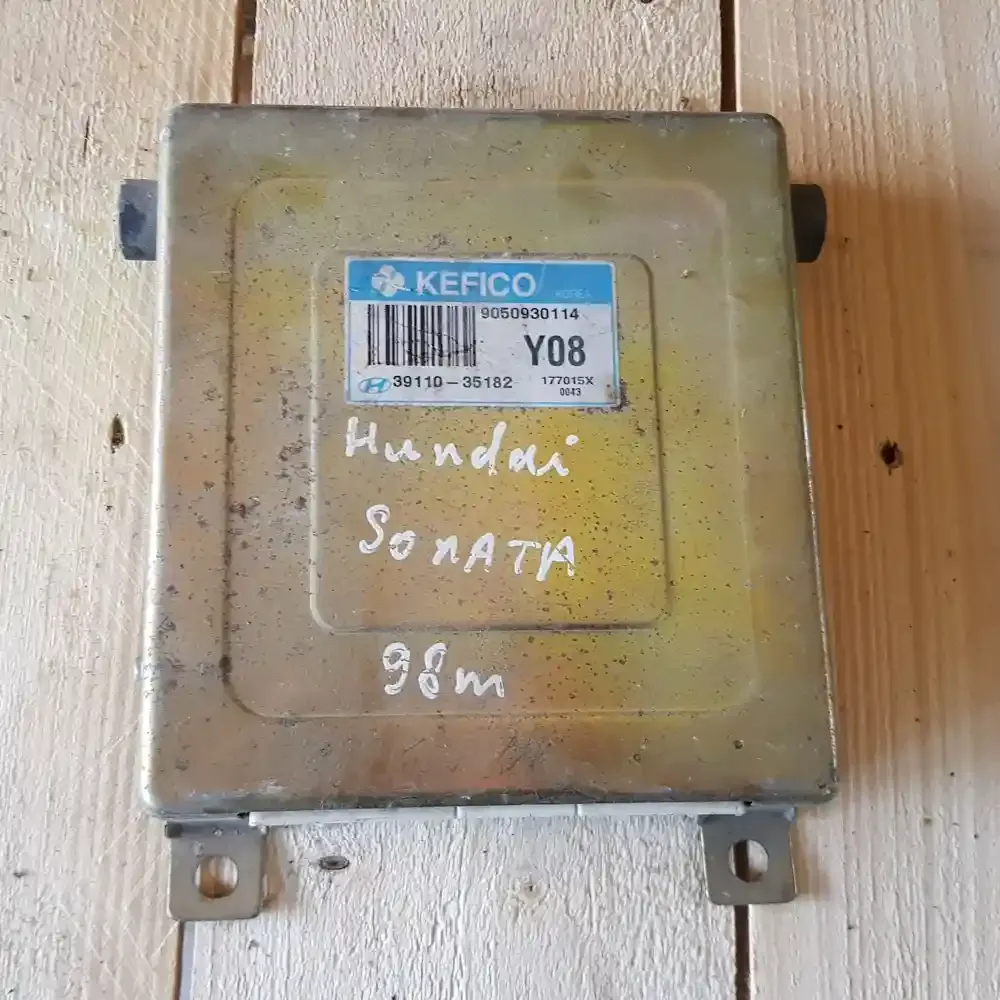 KEFICO KOREA
9050930114
Y08
39110-35182 177015X
0043
Hundai
SonATA
98m